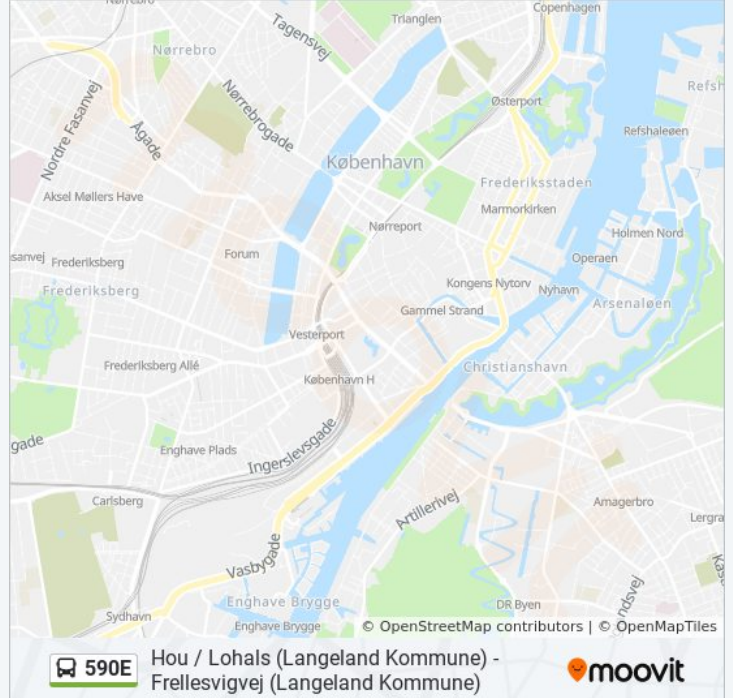 Nørrebro
Copenhagen
Trianglen
Tagensvej
Nørrebro
Østerport
Nordre Fasanvej
Nørrebrogade
Refshaleøen
Ågade
København
Frederiksstaden
Aksel Møllers Have
Marmorkirken
Nørreport
Holmen Nord
Forum
Operaen
Frederiksberg
Kongens Nytorv
Nyhavn
Frederiksberg
Gammel Strand
Arsenaløen
Vesterport
Frederiksberg Allé
Christianshavn
København H
gade
Enghave Plads
Ingerslevsgade
Carlsberg
Artillerivej
Amagerbro
Lergra
Vasbygade
Enghave Brygge
DR Byen
ndsvej
Sydhavn
Enghave Brygge
© OpenStreetMap contributors | © OpenMapTiles
590E
Hou / Lohals (Langeland Kommune) -
Frellesvigvej (Langeland Kommune)
moovit